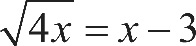 √4x = x − 3